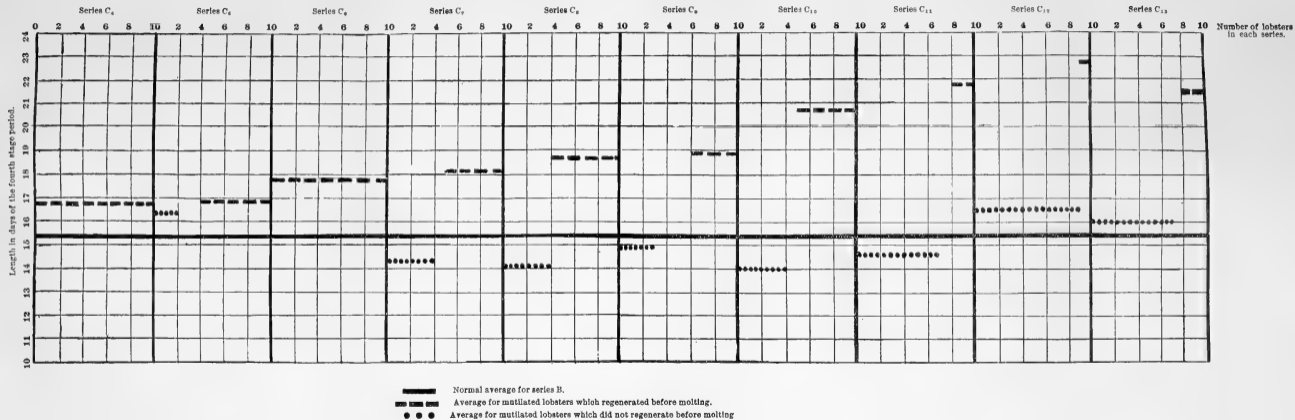 Series C₄ Series C₅ Series C₆ Series C₇ Series C₈ Series C₉ Series C₁₀ Series C₁₁ Series C₁₂ Series C₁₃
0 2 4 6 8 10 2 4 6 8 10 2 4 6 8 10 2 4 6 8 10 2 4 6 8 10 2 4 6 8 10 2 4 6 8 10 2 4 6 8 10 2 4 6 8 10 2 4 6 8 10
Number of lobsters
in each series.
Length in days of the fourth stage period.
24
23
22
21
20
19
18
17
16
15
14
13
12
11
10
Normal average for series B.
Average for mutilated lobsters which regenerated before molting.
Average for mutilated lobsters which did not regenerate before molting